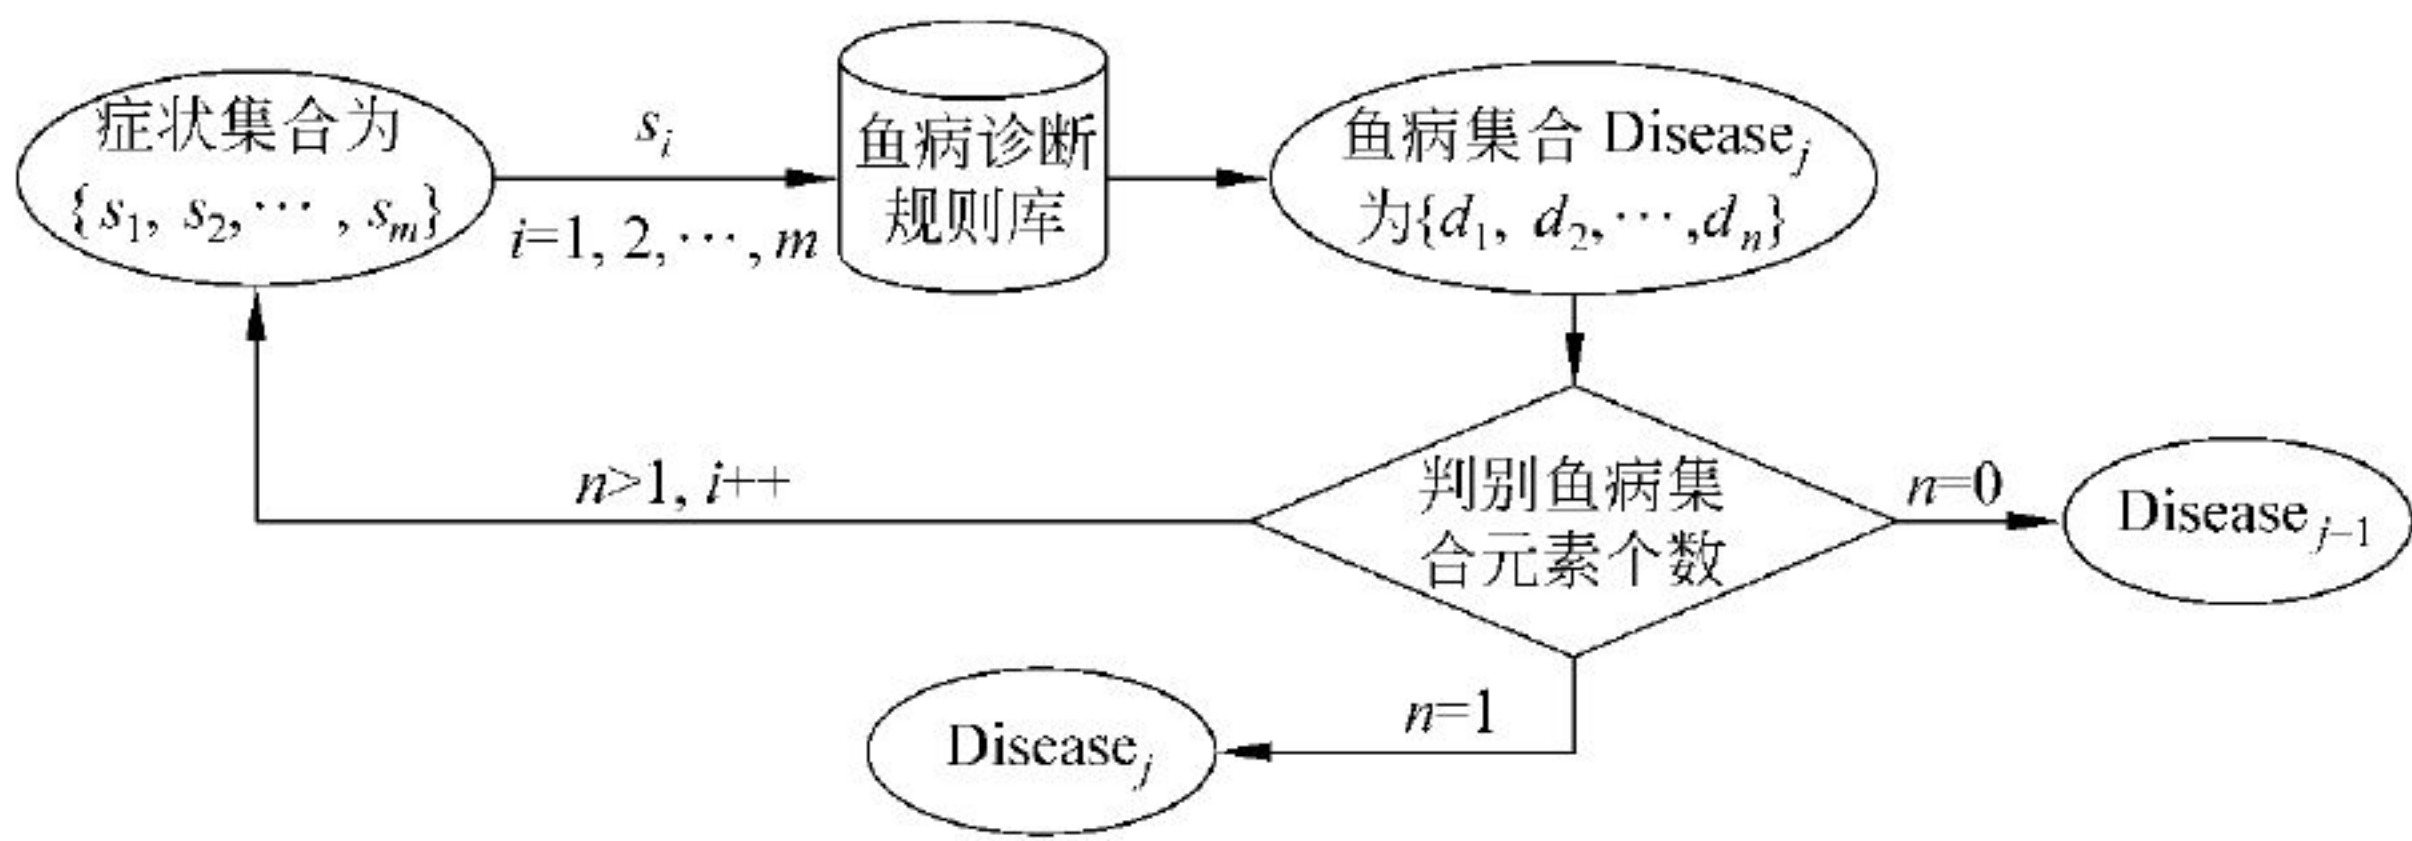 症状集合为
{s₁, s₂,⋯ , sₘ}
sᵢ
i=1, 2,⋯, m
鱼病诊断
规则库
鱼病集合 Diseaseⱼ
为{d₁, d₂,⋯,dₙ}
n>1, i++
判别鱼病集
合元素个数
n=0
Disease j−1
n=1
Diseaseⱼ